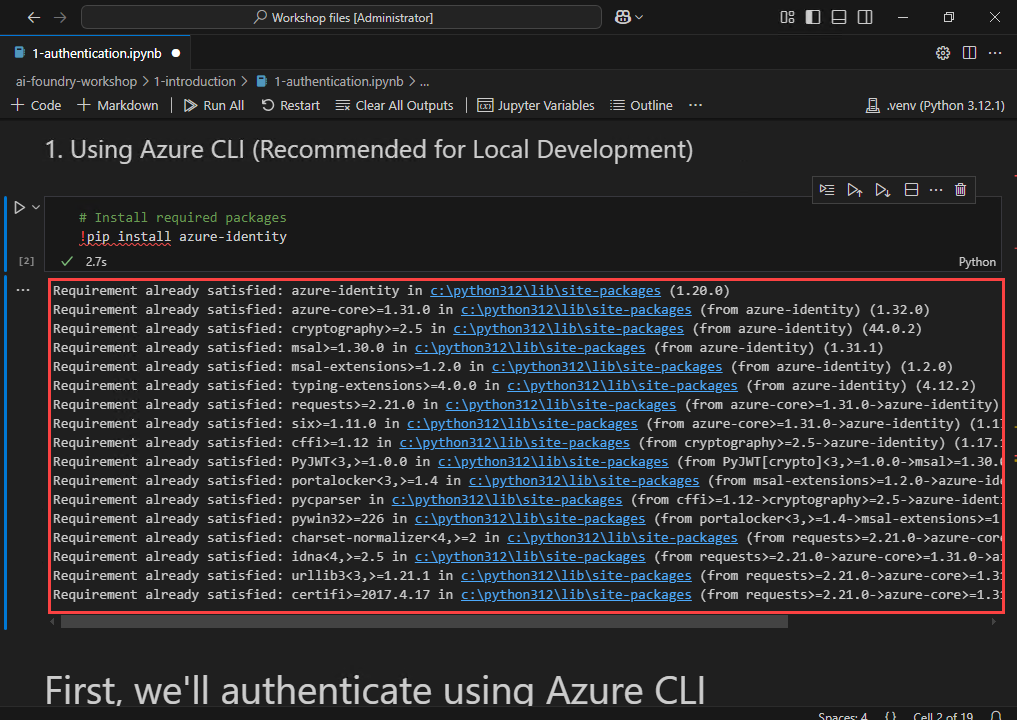 Workshop files [Administrator]
1-authentication.ipynb
ai-foundry-workshop > 1-introduction > 1-authentication.ipynb > ...
+ Code + Markdown | Run All Restart Clear All Outputs | Jupyter Variables Outline ... .venv (Python 3.12.1)
1. Using Azure CLI (Recommended for Local Development)
# Install required packages
!pip install azure-identity
[2] 2.7s Python
Requirement already satisfied: azure-identity in c:\python312\lib\site-packages (1.20.0)
Requirement already satisfied: azure-core>=1.31.0 in c:\python312\lib\site-packages (from azure-identity) (1.32.0)
Requirement already satisfied: cryptography>=2.5 in c:\python312\lib\site-packages (from azure-identity) (44.0.2)
Requirement already satisfied: msal>=1.30.0 in c:\python312\lib\site-packages (from azure-identity) (1.31.1)
Requirement already satisfied: msal-extensions>=1.2.0 in c:\python312\lib\site-packages (from azure-identity) (1.2.0)
Requirement already satisfied: typing-extensions>=4.0.0 in c:\python312\lib\site-packages (from azure-identity) (4.12.2)
Requirement already satisfied: requests>=2.21.0 in c:\python312\lib\site-packages (from azure-core>=1.31.0->azure-identity)
Requirement already satisfied: six>=1.11.0 in c:\python312\lib\site-packages (from azure-core>=1.31.0->azure-identity) (1.17
Requirement already satisfied: cffi>=1.12 in c:\python312\lib\site-packages (from cryptography>=2.5->azure-identity) (1.17.
Requirement already satisfied: PyJWT<3,>=1.0.0 in c:\python312\lib\site-packages (from PyJWT[crypto]<3,>=1.0.0->msal>=1.30.
Requirement already satisfied: portalocker<3,>=1.4 in c:\python312\lib\site-packages (from msal-extensions>=1.2.0->azure-ide
Requirement already satisfied: pycparser in c:\python312\lib\site-packages (from cffi>=1.12->cryptography>=2.5->azure-identi
Requirement already satisfied: pywin32>=226 in c:\python312\lib\site-packages (from portalocker<3,>=1.4->msal-extensions>=1
Requirement already satisfied: charset-normalizer<4,>=2 in c:\python312\lib\site-packages (from requests>=2.21.0->azure-core
Requirement already satisfied: idna<4,>=2.5 in c:\python312\lib\site-packages (from requests>=2.21.0->azure-core>=1.31.0->az
Requirement already satisfied: urllib3<3,>=1.21.1 in c:\python312\lib\site-packages (from requests>=2.21.0->azure-core>=1.31
Requirement already satisfied: certifi>=2017.4.17 in c:\python312\lib\site-packages (from requests>=2.21.0->azure-core>=1.31
First, we'll authenticate using Azure CLI
Spaces: 4 {} Cell 2 of 19